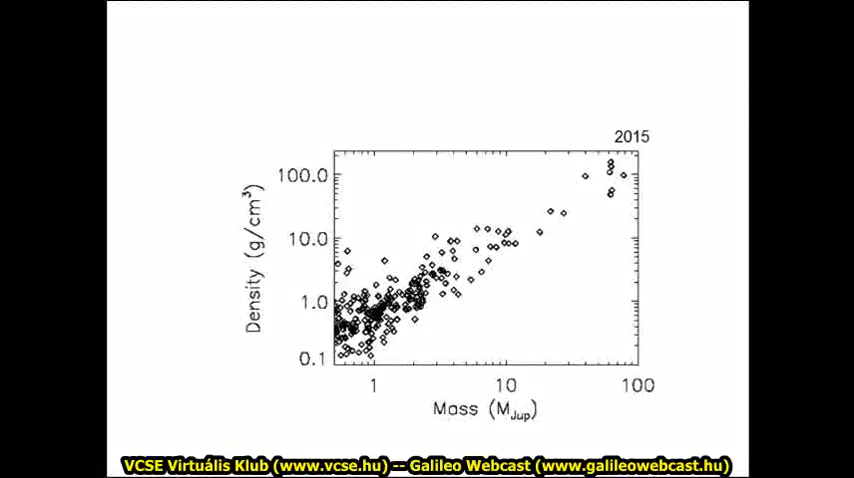 2015
100.0
10.0
1.0
0.1
Density (g/cm³)
1
10
100
Mass (MJup)
VCSE Virtuális Klub (www.vcse.hu) -- Galileo Webcast (www.galileowebcast.hu)